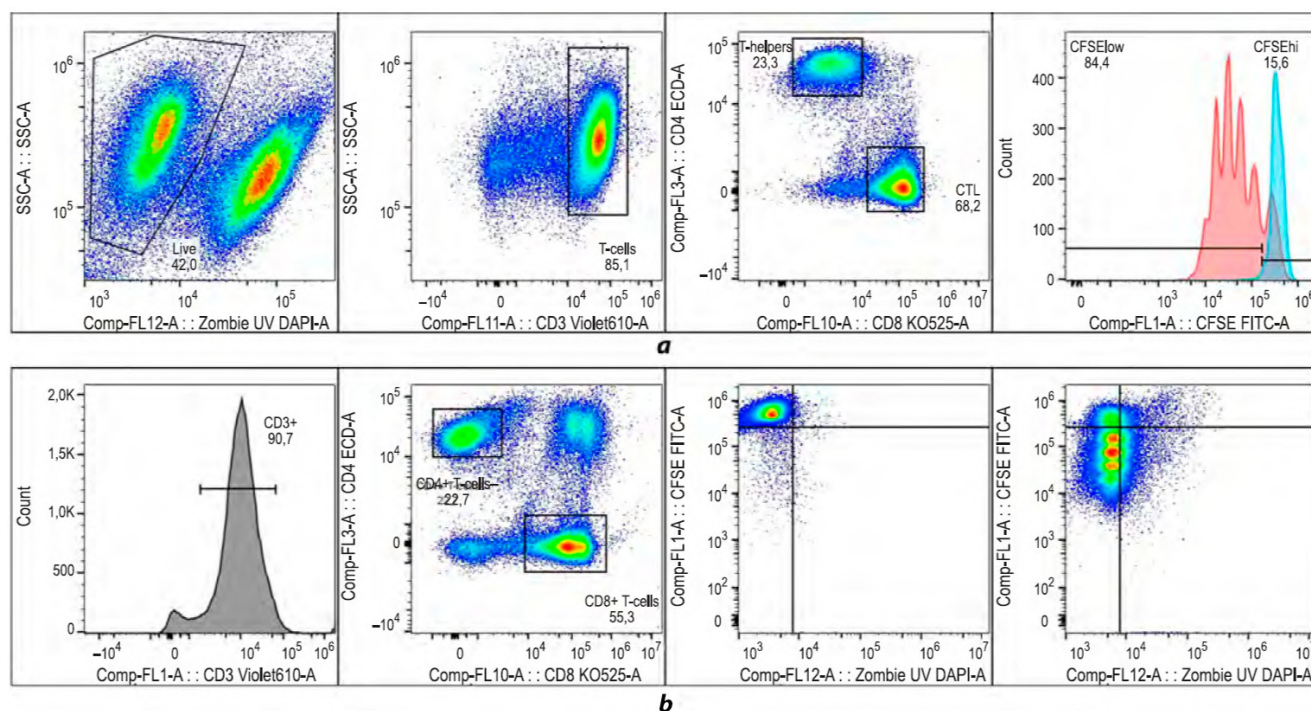 SSC-A : : SSC-A
10⁶
10⁵
Live
42,0
10³
10⁴
10⁵
Comp-FL12-A : : Zombie UV DAPI-A
SSC-A : : SSC-A
10⁶
10⁵
T-cells
85,1
−10⁴
0
10⁴
10⁵
10⁶
Comp-FL11-A : : CD3 Violet610-A
Comp-FL3-A : : CD4 ECD-A
10⁵
10⁴
0
−10⁴
T-helpers
23,3
CTL
68,2
0
10⁴
10⁵
10⁶
10⁷
Comp-FL10-A : : CD8 KO525-A
Count
400
300
200
100
0
CFSElow
84,4
CFSEhi
15,6
0
10³
10⁴
10⁵
10⁶
Comp-FL1-A : : CFSE FITC-A
a
Count
2,0K
1,5K
1,0K
500
0
CD3+
90,7
−10⁴
0
10⁴
10⁵
10⁶
Comp-FL1-A : : CD3 Violet610-A
Comp-FL3-A : : CD4 ECD-A
10⁵
10⁴
0
−10⁴
CD4+ T-cells
22,7
CD8+ T-cells
55,3
0
10⁴
10⁵
10⁶
10⁷
Comp-FL10-A : : CD8 KO525-A
Comp-FL1-A : : CFSE FITC-A
10⁶
10⁵
10⁴
10³
10²
0
10³
10⁴
10⁵
10⁶
10⁷
Comp-FL12-A : : Zombie UV DAPI-A
Comp-FL1-A : : CFSE FITC-A
10⁶
10⁵
10⁴
10³
10²
0
10³
10⁴
10⁵
10⁶
10⁷
Comp-FL12-A : : Zombie UV DAPI-A
b